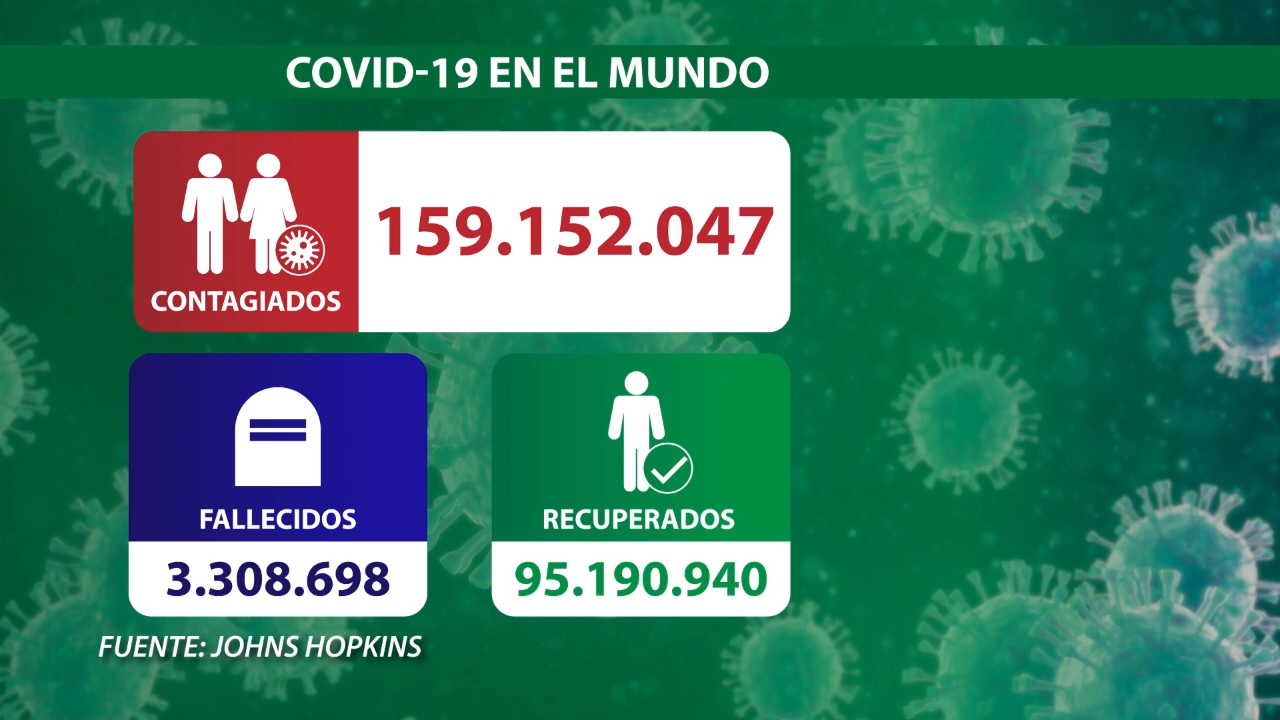 COVID-19 EN EL MUNDO
159.152.047
CONTAGIADOS
FALLECIDOS
3.308.698
RECUPERADOS
95.190.940
FUENTE: JOHNS HOPKINS